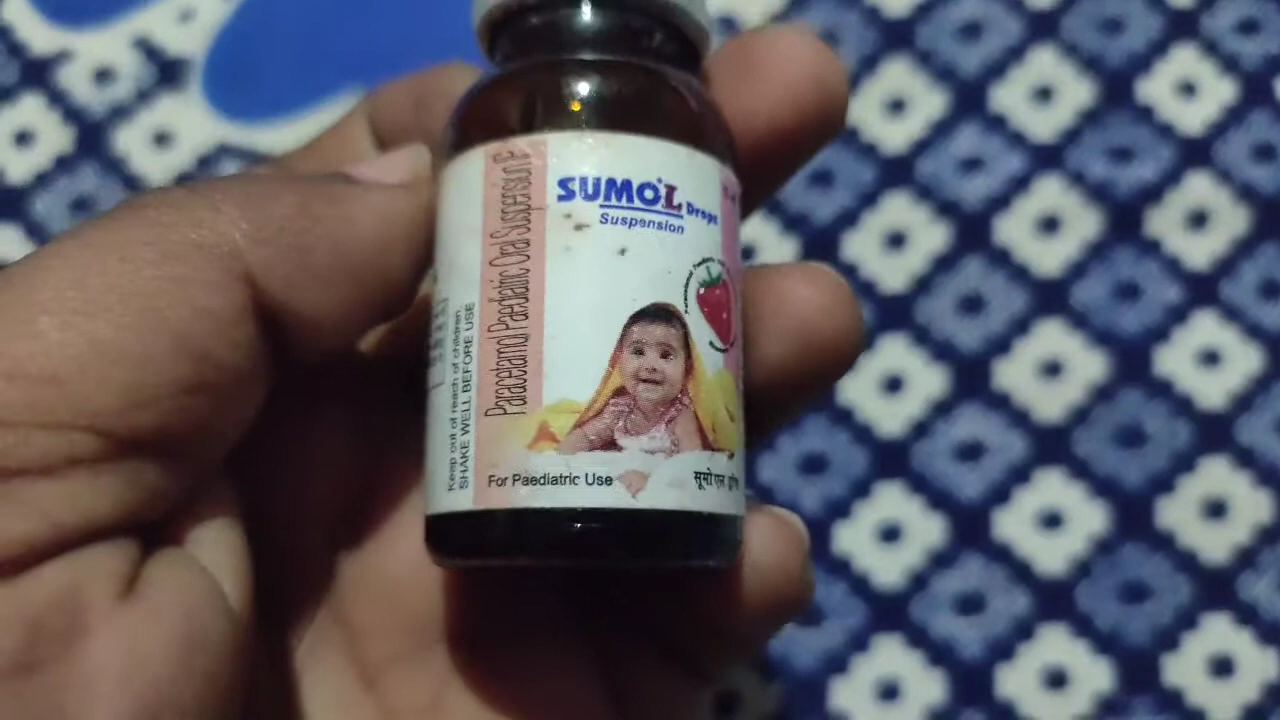 SUMO L Drops
Suspension
Paracetamol Paediatric Oral Suspension IP
Keep out of reach of children.
SHAKE WELL BEFORE USE
For Paediatric Use
सूमो एल